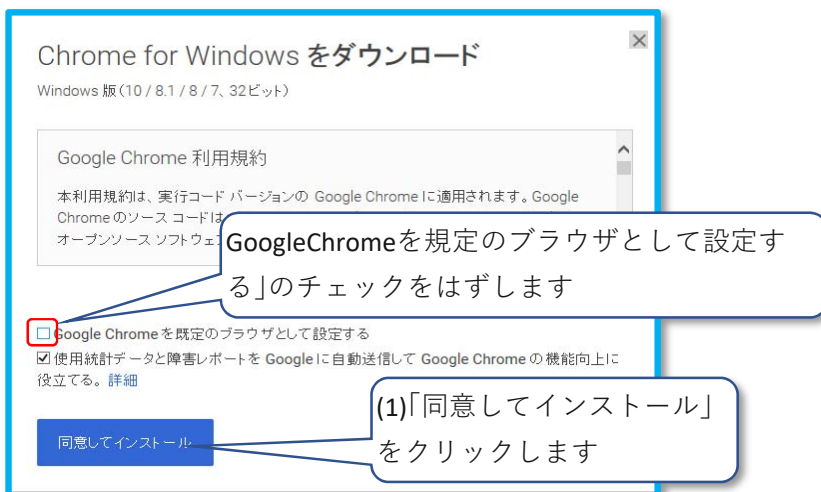 Chrome for Windows をダウンロード
Windows 版(10 / 8.1 / 8 / 7、32ビット)
Google Chrome 利用規約
本利用規約は、実行コード バージョンの Google Chrome に適用されます。Google
Chrome のソース コードは
オープンソース ソフトウェ
GoogleChromeを規定のブラウザとして設定す
る」のチェックをはずします
Google Chrome を既定のブラウザとして設定する
使用統計データと障害レポートを Google に自動送信して Google Chrome の機能向上に
役立てる。詳細
(1)「同意してインストール」
をクリックします
同意してインストール